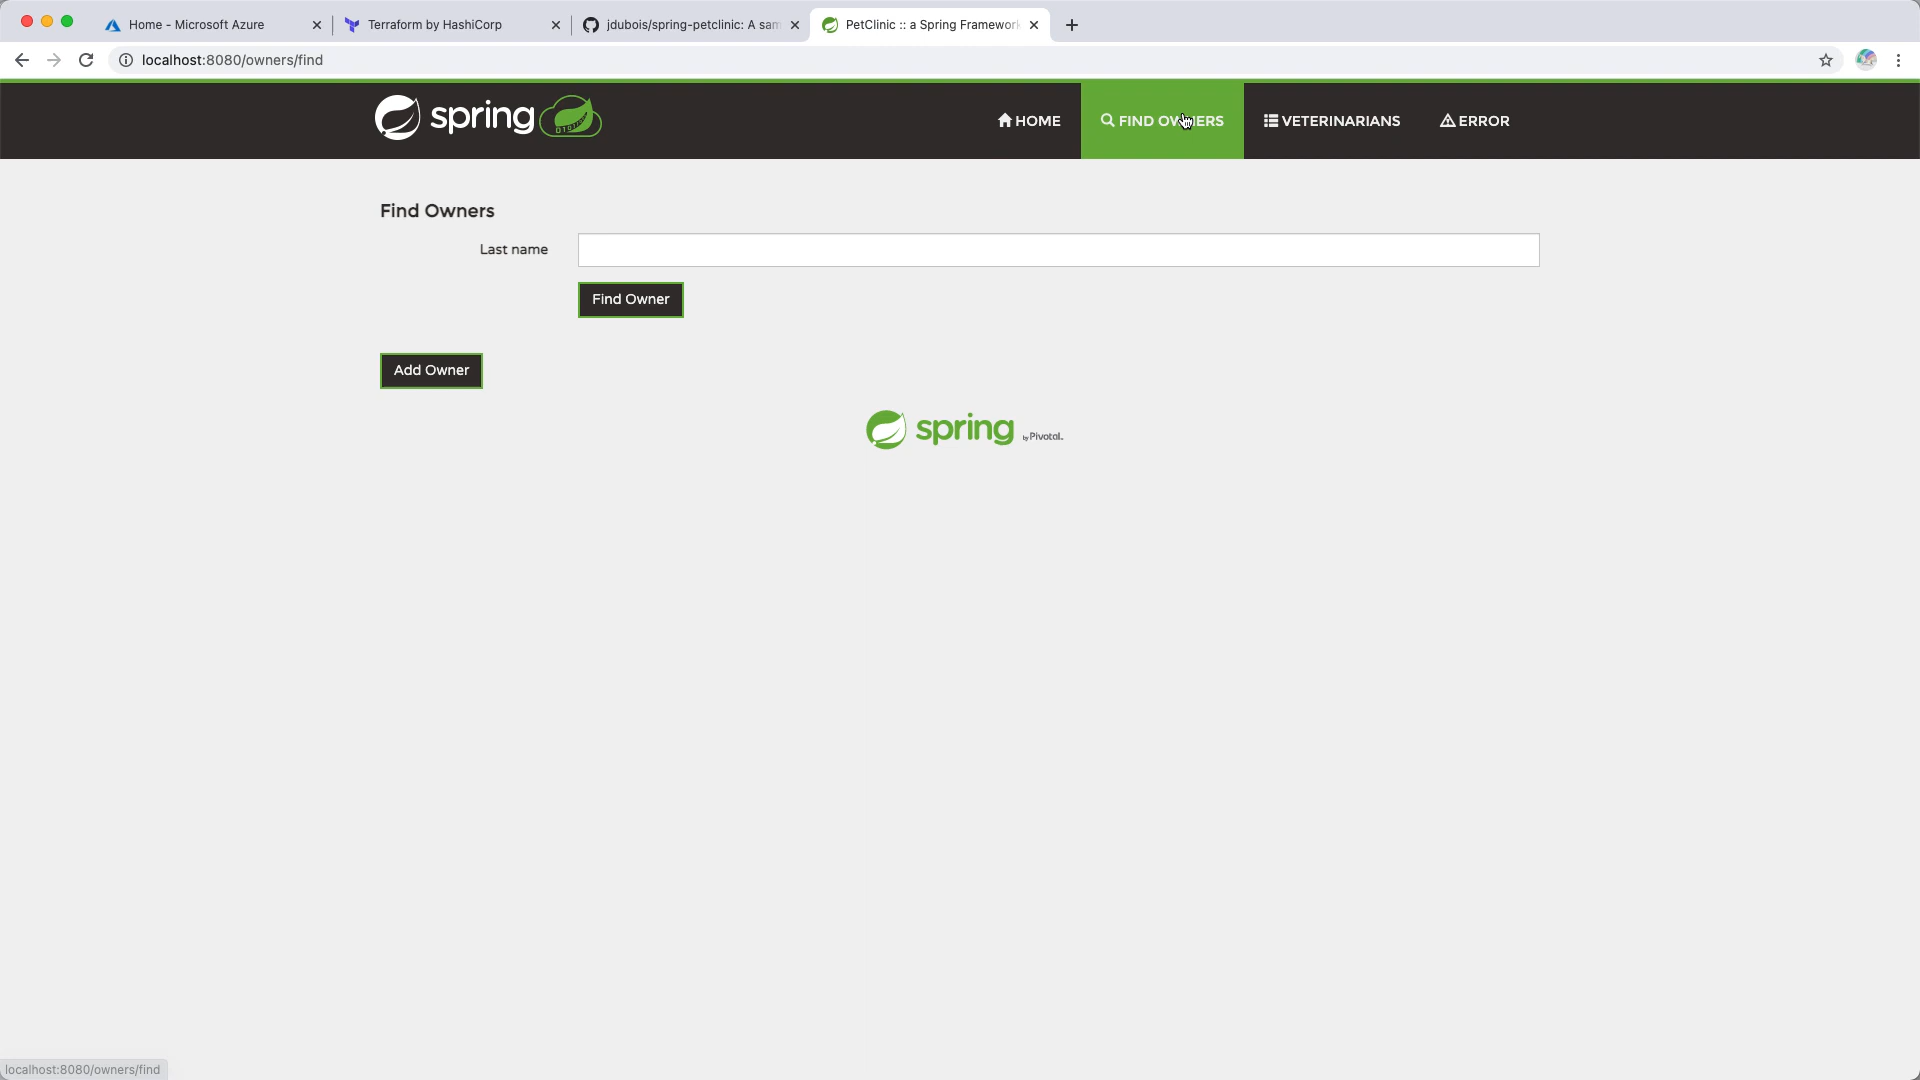 Home - Microsoft Azure
Terraform by HashiCorp
jdubois/spring-petclinic: A sam
PetClinic :: a Spring Framework
localhost:8080/owners/find
spring
HOME
FIND OWNERS
VETERINARIANS
ERROR
Find Owners
Last name
Find Owner
Add Owner
spring by Pivotal.
localhost:8080/owners/find